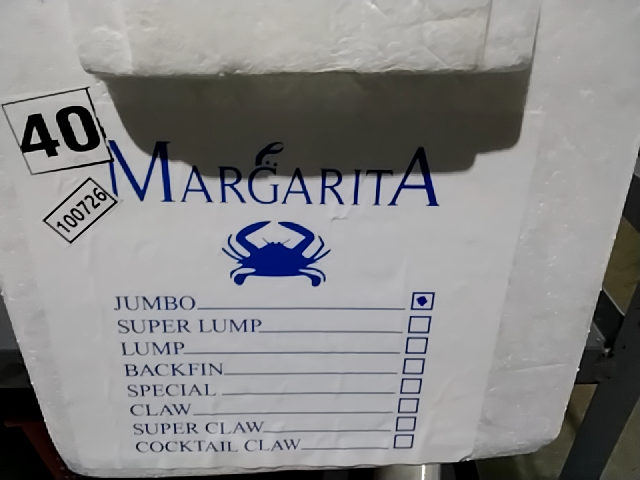 40
100726
MARGARITA
JUMBO
SUPER LUMP
LUMP
BACKFIN
SPECIAL
CLAW
SUPER CLAW
COCKTAIL CLAW